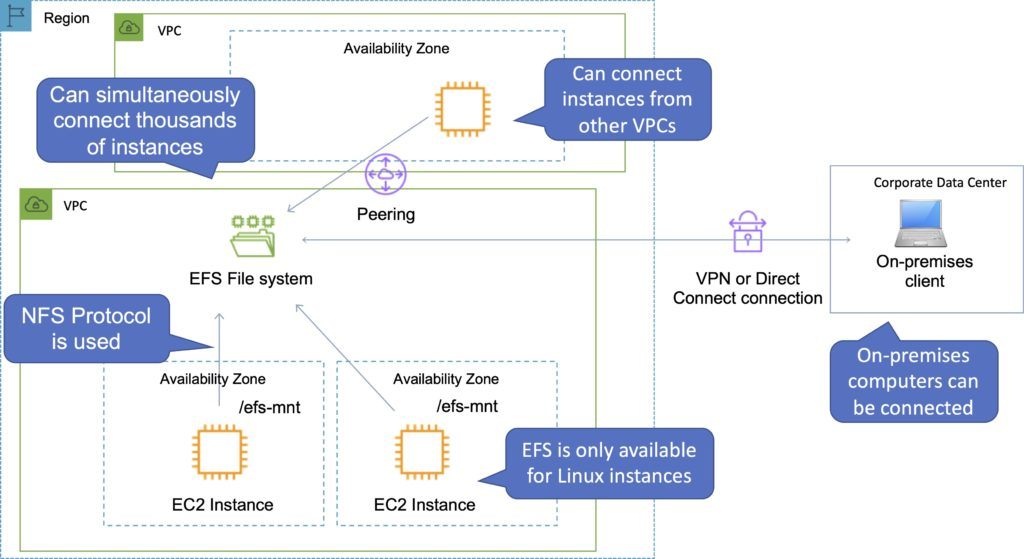 Region
VPC
Availability Zone
Can simultaneously
connect thousands
of instances
Can connect
instances from
other VPCs
VPC
Peering
Corporate Data Center
EFS File system
On-premises
client
VPN or Direct
Connect connection
NFS Protocol
is used
On-premises
computers can
be connected
Availability Zone
/efs-mnt
EC2 Instance
Availability Zone
/efs-mnt
EC2 Instance
EFS is only available
for Linux instances